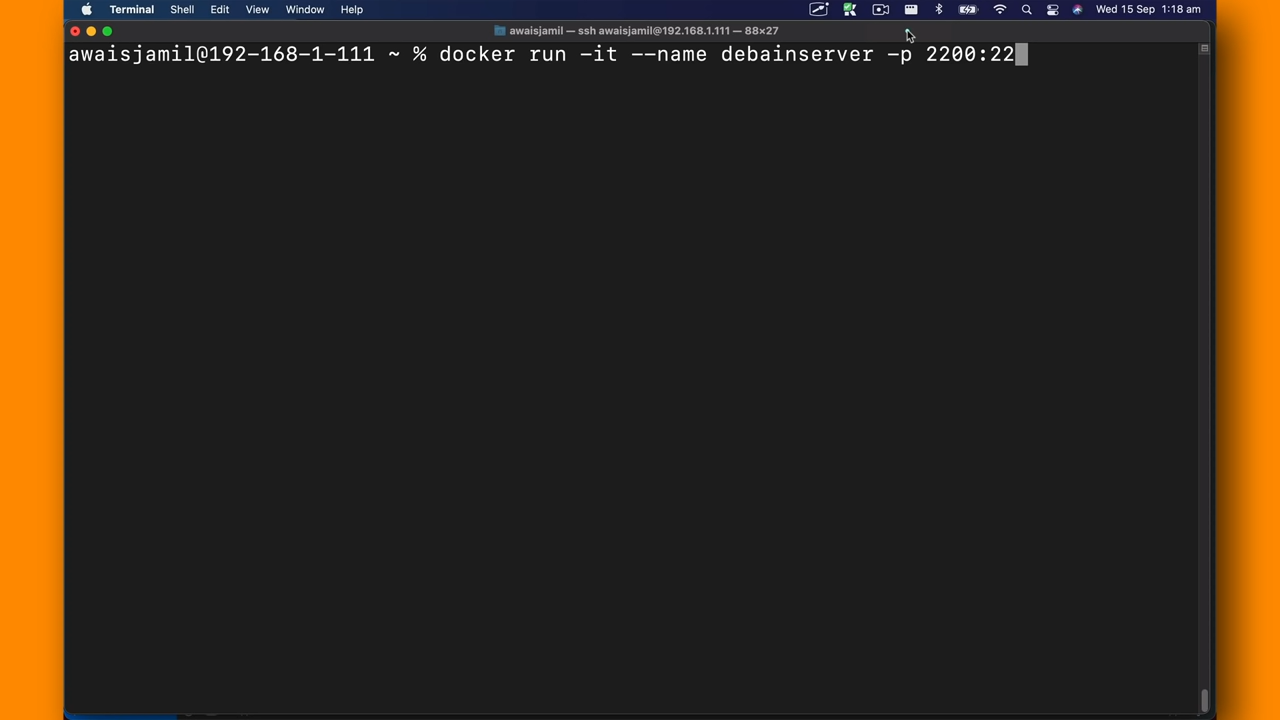 Terminal Shell Edit View Window Help Wed 15 Sep 1:18 am
awaisjamil — ssh awaisjamil@192.168.1.111 — 88×27
awaisjamil@192-168-1-111 ~ % docker run -it --name debainserver -p 2200:22